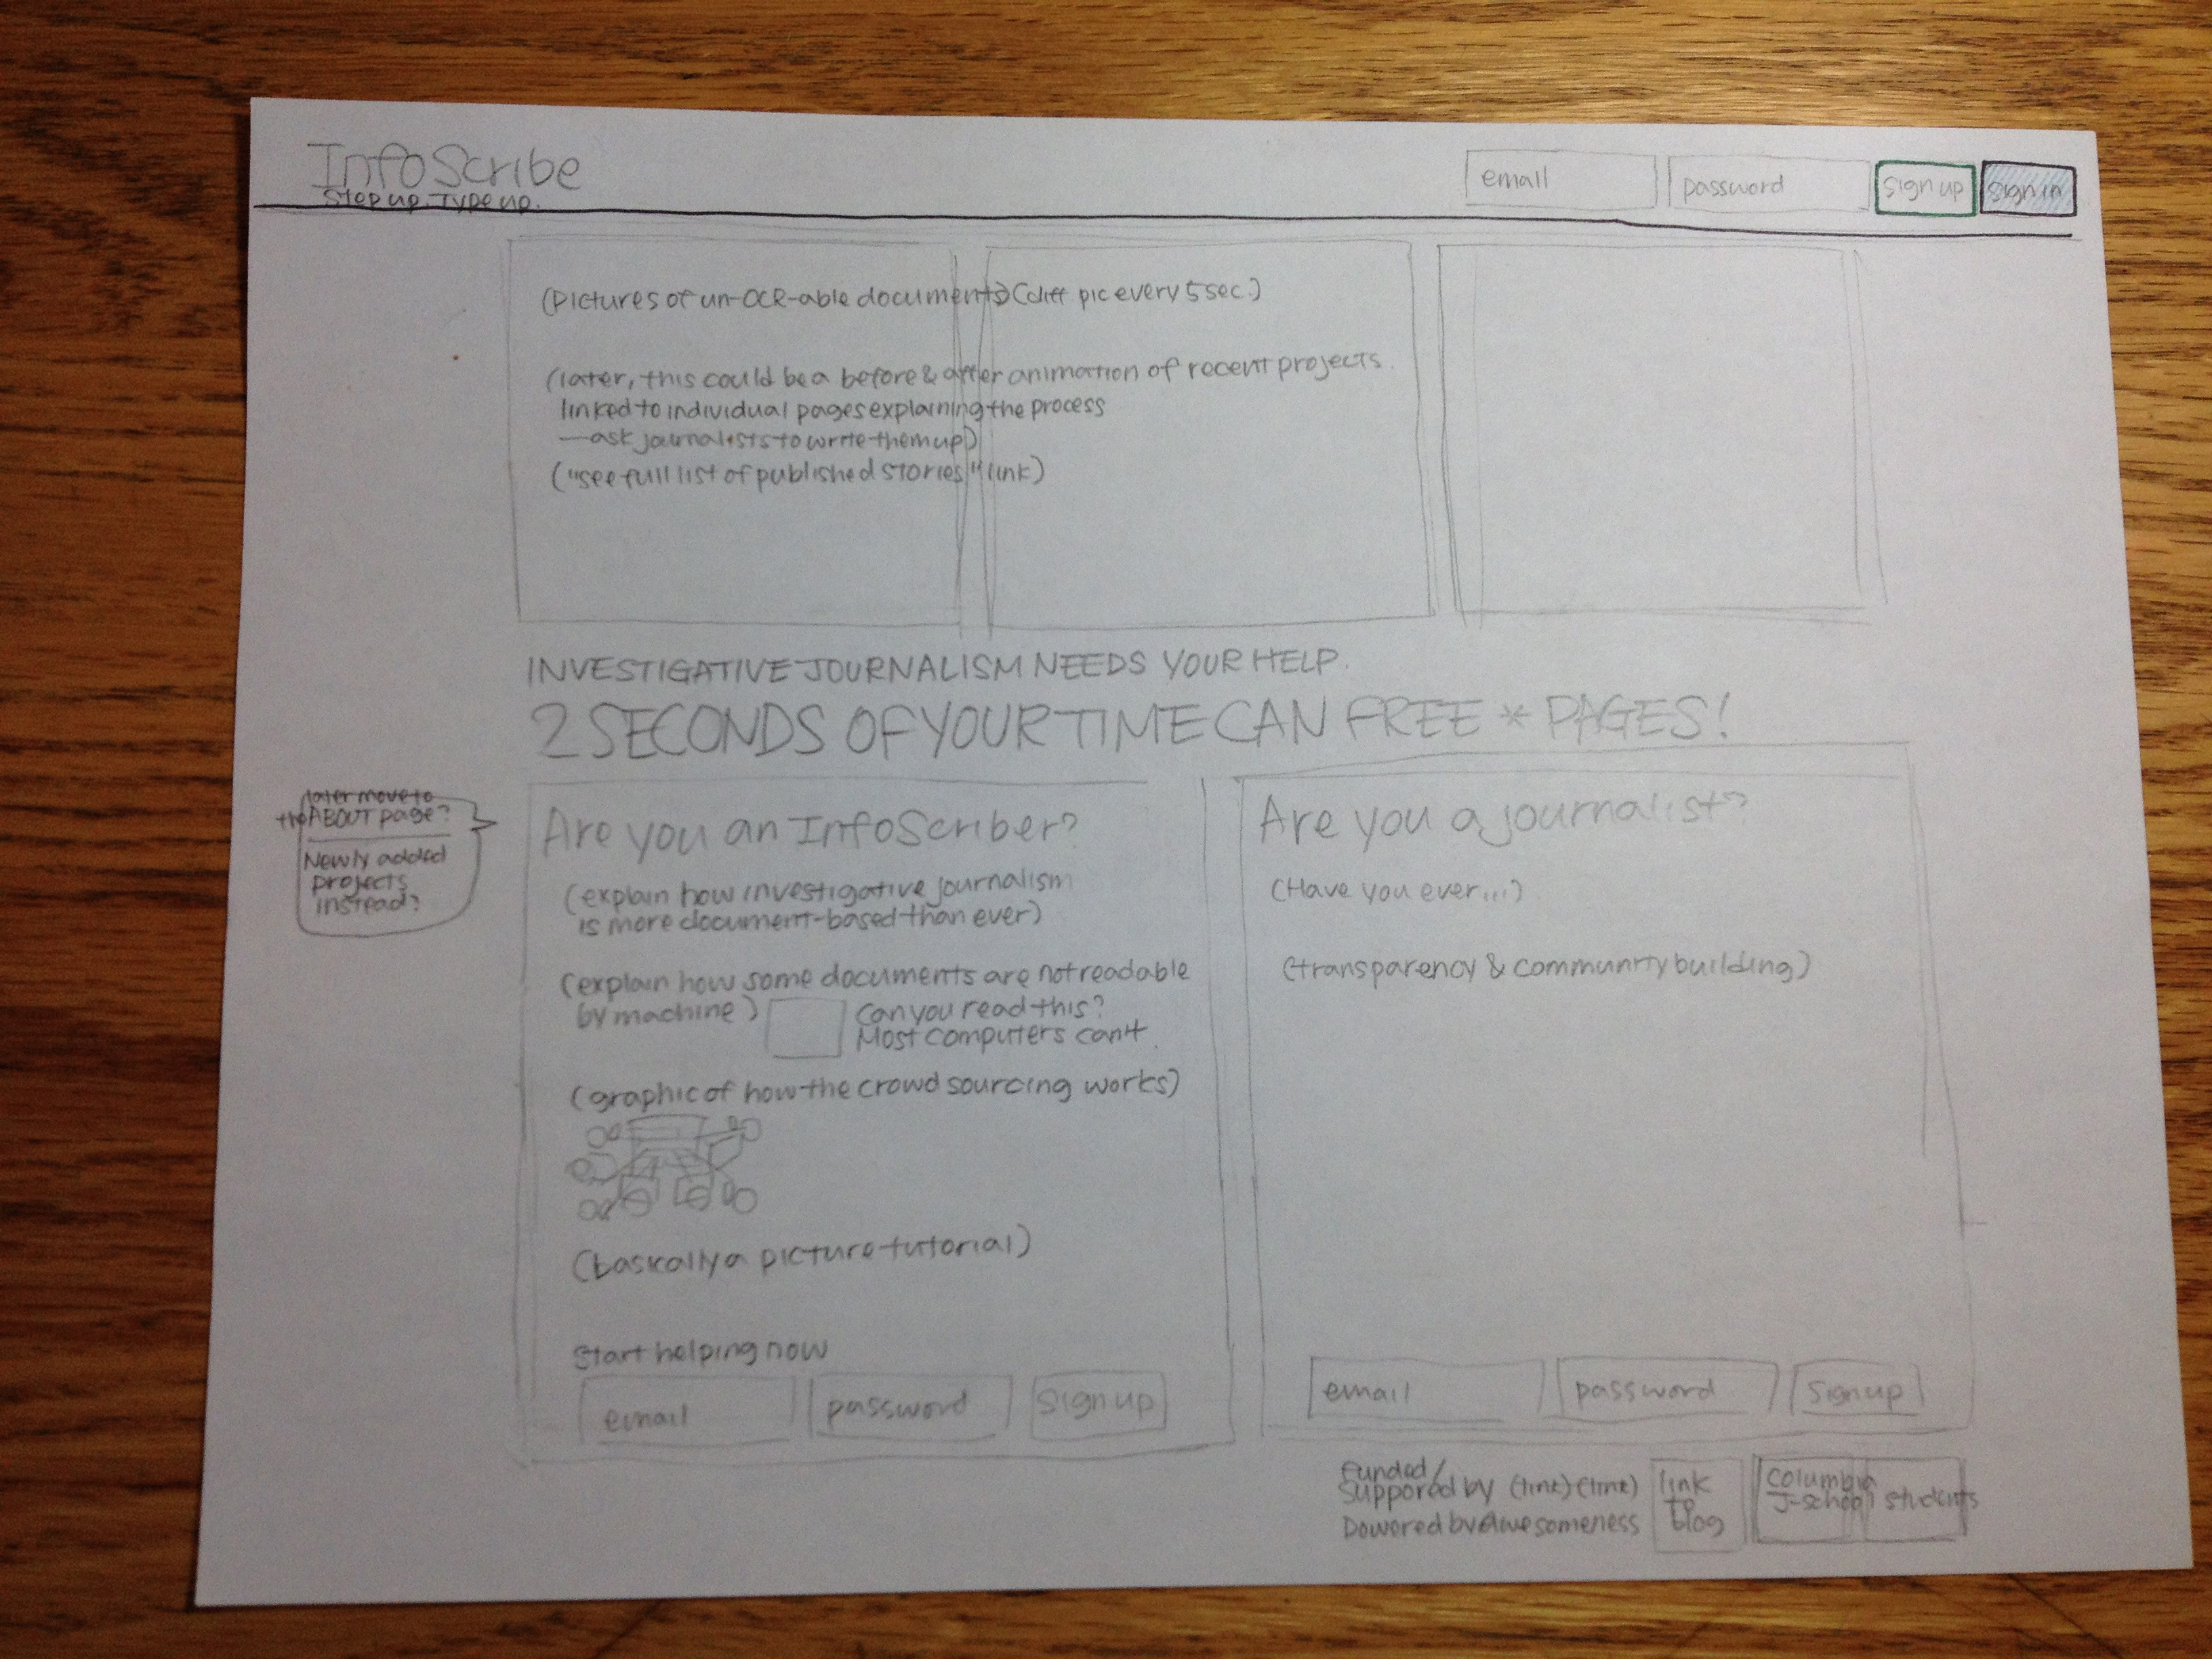 InfoScribe
Step up. Type up.
email
password
Sign up
Sign in
(Pictures of un-OCR-able documents) (diff pic every 5 sec.)
(later, this could be a before & after animation of recent projects.
linked to individual pages explaining the process
—ask journalists to write them up)
("see full list of published stories" link)
INVESTIGATIVE JOURNALISM NEEDS YOUR HELP.
2 SECONDS OF YOUR TIME CAN FREE * PAGES!
later move to
the ABOUT page?
Newly added
projects
instead?
Are you an InfoScriber?
(explain how investigative journalism
is more document-based than ever)
(explain how some documents are not readable
by machine)
Can you read this?
Most computers can't.
(graphic of how the crowd sourcing works)
(basically a picture tutorial)
Start helping now
email
password
Sign up
Are you a journalist?
(Have you ever...)
(transparency & community building)
email
password
Sign up
Funded/
Suppored by (link) (link)
Powered by Awesomeness
link
to
blog
Columbia
J-school
students